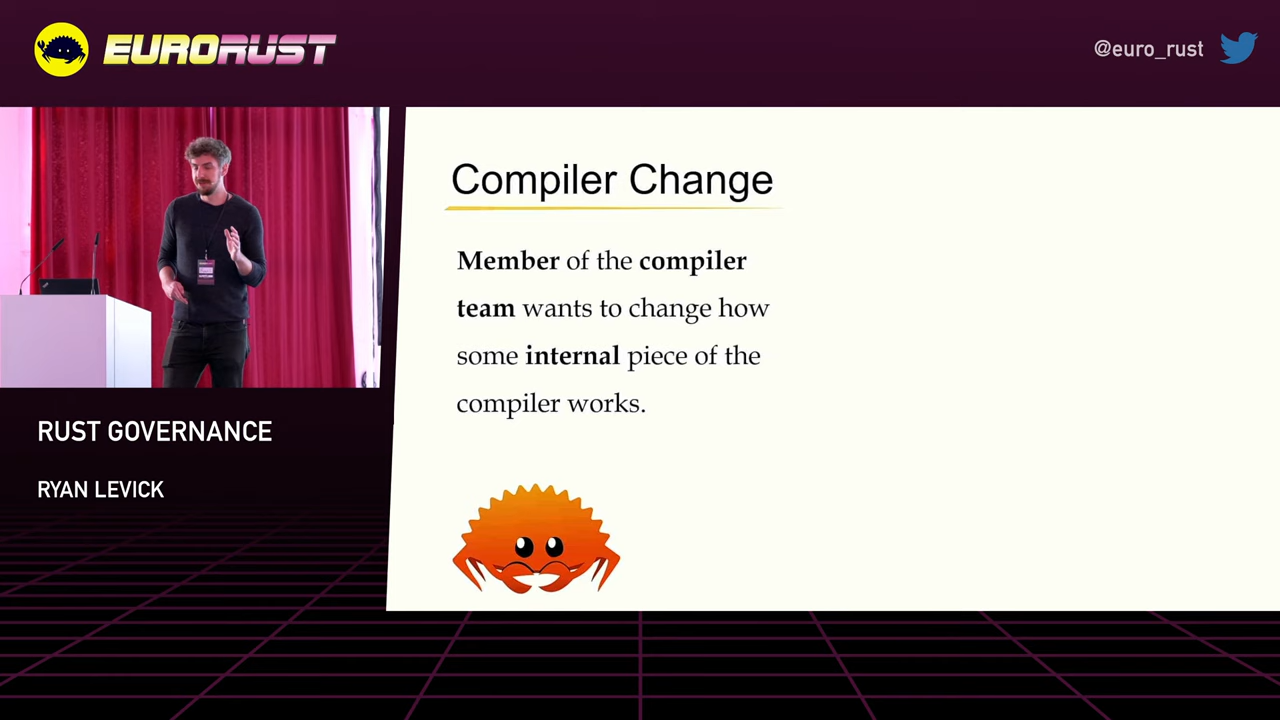 EURORUST
@euro_rust
Compiler Change
Member of the compiler
team wants to change how
some internal piece of the
compiler works.
RUST GOVERNANCE
RYAN LEVICK